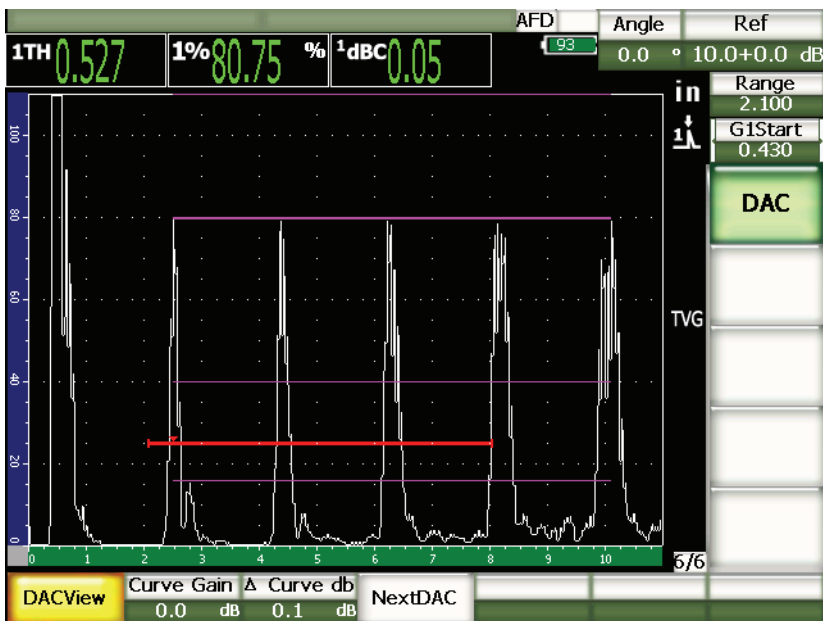 AFD
Angle Ref
1TH 0.527 1% 80.75 % 1dBC 0.05 93 0.0 ° 10.0+0.0 dB
in
Range
2.100
1
G1Start
0.430
DAC
TVG
100
80
60
40
20
0
0 1 2 3 4 5 6 7 8 9 10
6/6
DACView
Curve Gain Δ Curve db
0.0 dB 0.1 dB
NextDAC